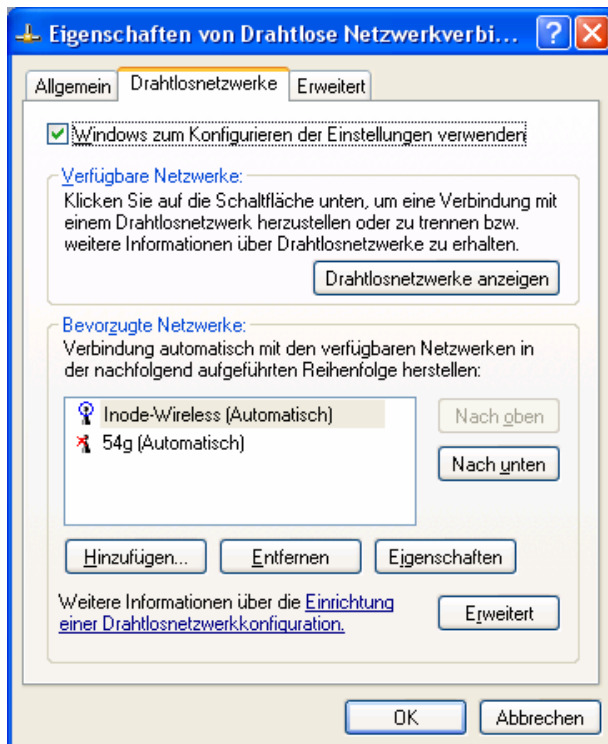 Eigenschaften von Drahtlose Netzwerkverbi...
Allgemein Drahtlosnetzwerke Erweitert
Windows zum Konfigurieren der Einstellungen verwenden
Verfügbare Netzwerke:
Klicken Sie auf die Schaltfläche unten, um eine Verbindung mit
einem Drahtlosnetzwerk herzustellen oder zu trennen bzw.
weitere Informationen über Drahtlosnetzwerke zu erhalten.
Drahtlosnetzwerke anzeigen
Bevorzugte Netzwerke:
Verbindung automatisch mit den verfügbaren Netzwerken in
der nachfolgend aufgeführten Reihenfolge herstellen:
Inode-Wireless (Automatisch)
54g (Automatisch)
Nach oben
Nach unten
Hinzufügen... Entfernen Eigenschaften
Weitere Informationen über die Einrichtung
einer Drahtlosnetzwerkkonfiguration.
Erweitert
OK Abbrechen